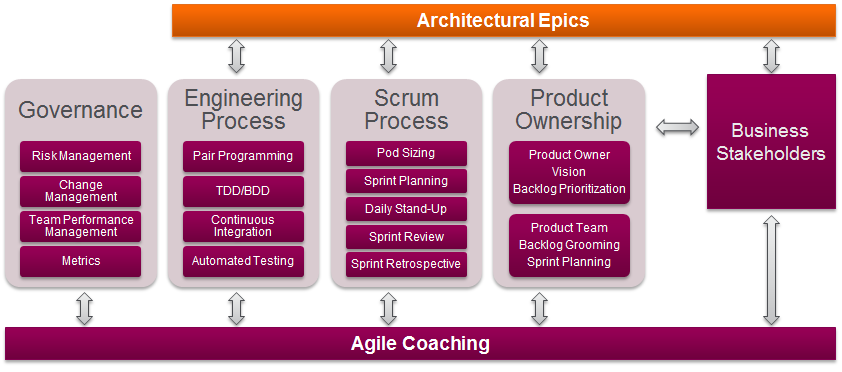 Architectural Epics
Governance
Risk Management
Change
Management
Team Performance
Management
Metrics
Engineering
Process
Pair Programming
TDD/BDD
Continuous
Integration
Automated Testing
Scrum
Process
Pod Sizing
Sprint Planning
Daily Stand-Up
Sprint Review
Sprint Retrospective
Product
Ownership
Product Owner
Vision
Backlog Prioritization
Product Team
Backlog Grooming
Sprint Planning
Business
Stakeholders
Agile Coaching